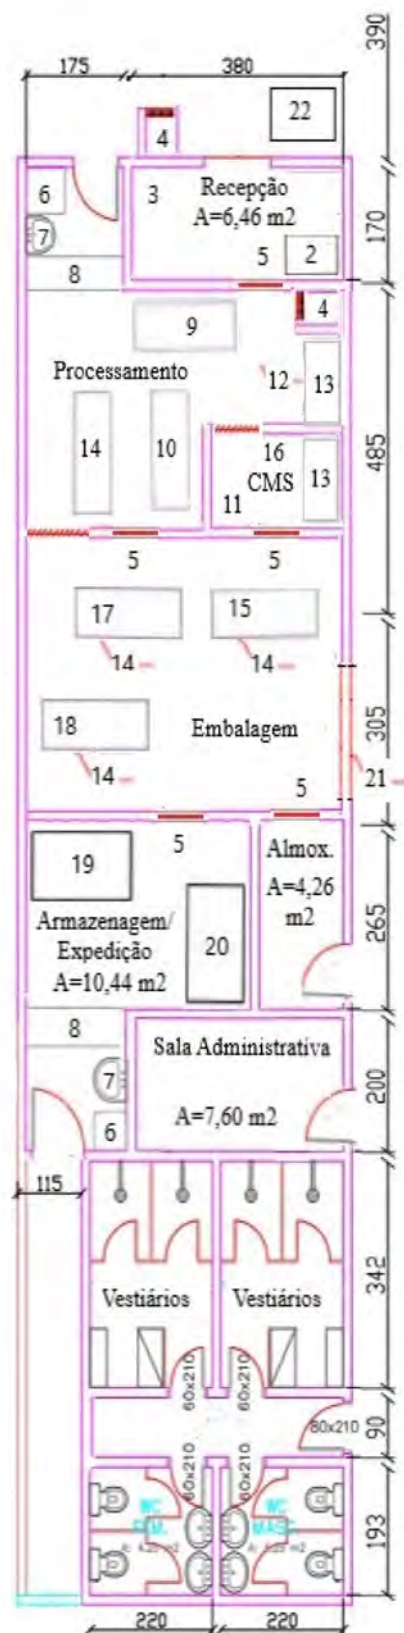 390
175
380
4
22
6
3
Recepção
A=6,46 m2
170
7
5
2
8
9
4
Processamento
12
13
14
10
16
CMS
13
11
485
5
5
17
15
14
14
18
Embalagem
305
14
5
21
19
5
Almox.
A=4,26
m2
Armazenagem/
Expedição
A=10,44 m2
20
265
8
Sala Administrativa
7
A=7,60 m2
6
200
115
Vestiários
Vestiários
342
60x210
60x210
80x210
90
60x210
60x210
WC
FEM.
WC
MASC.
193
220
220